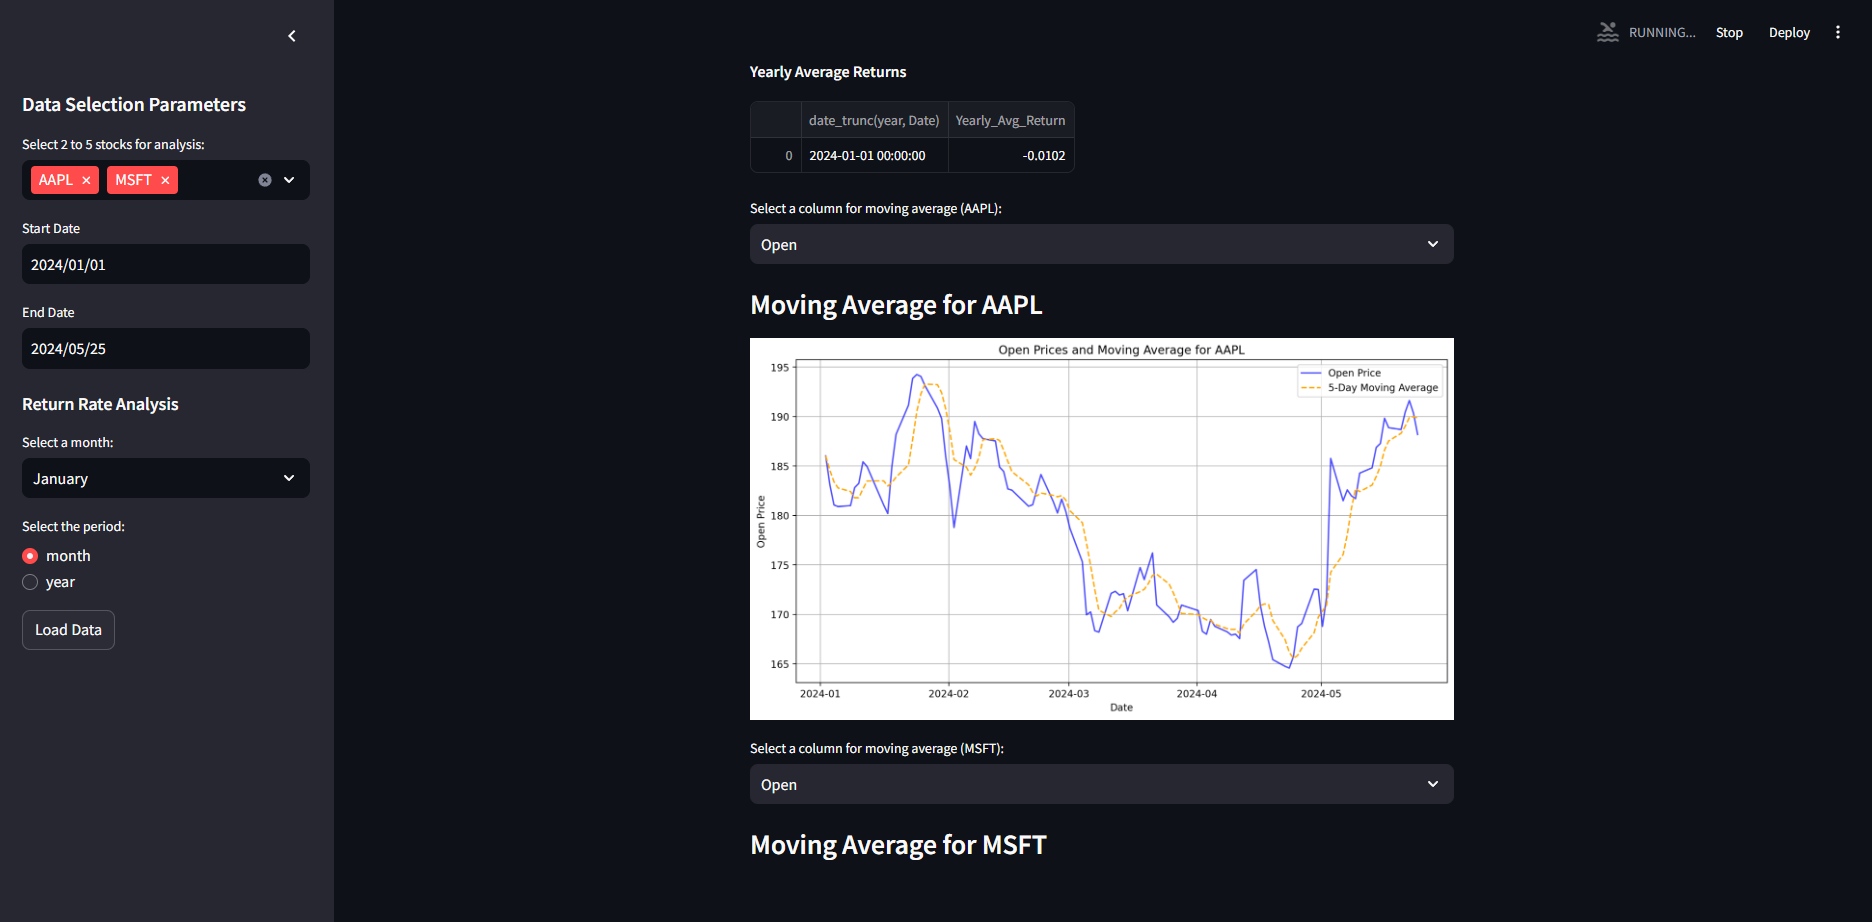 RUNNING...
Stop
Deploy
Data Selection Parameters
Select 2 to 5 stocks for analysis:
AAPL
MSFT
Start Date
2024/01/01
End Date
2024/05/25
Return Rate Analysis
Select a month:
January
Select the period:
month
year
Load Data
Yearly Average Returns
date_trunc(year, Date) Yearly_Avg_Return
0 2024-01-01 00:00:00 -0.0102
Select a column for moving average (AAPL):
Open
Moving Average for AAPL
Open Prices and Moving Average for AAPL
Open Price
5-Day Moving Average
Open Price
195
190
185
180
175
170
165
2024-01 2024-02 2024-03 2024-04 2024-05
Date
Select a column for moving average (MSFT):
Open
Moving Average for MSFT